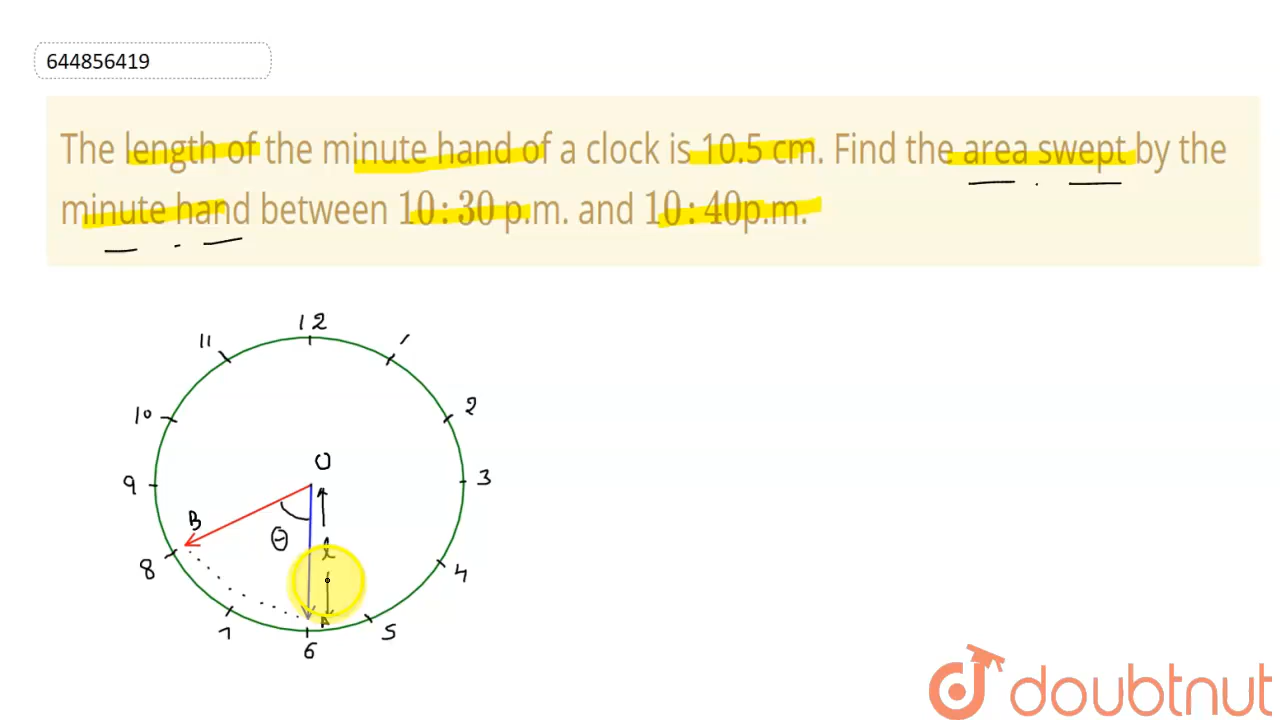 644856419
The length of the minute hand of a clock is 10.5 cm. Find the area swept by the
minute hand between 10:30 p.m. and 10:40p.m.
12
11
1
10
2
O
9
3
B
θ
l
8
4
A
7
5
6
doubtnut